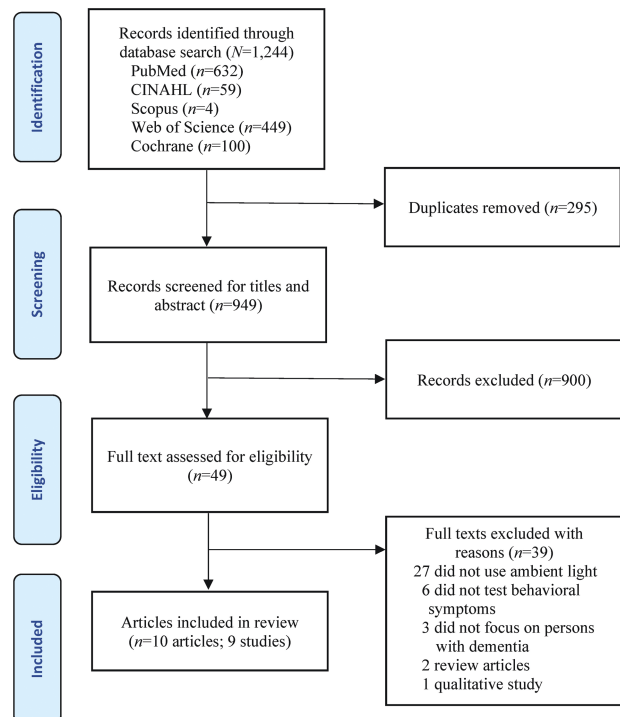 Identification
Records identified through
database search (N=1,244)
PubMed (n=632)
CINAHL (n=59)
Scopus (n=4)
Web of Science (n=449)
Cochrane (n=100)
Duplicates removed (n=295)
Screening
Records screened for titles and
abstract (n=949)
Records excluded (n=900)
Eligibility
Full text assessed for eligibility
(n=49)
Full texts excluded with
reasons (n=39)
27 did not use ambient light
6 did not test behavioral
symptoms
3 did not focus on persons
with dementia
2 review articles
1 qualitative study
Included
Articles included in review
(n=10 articles; 9 studies)